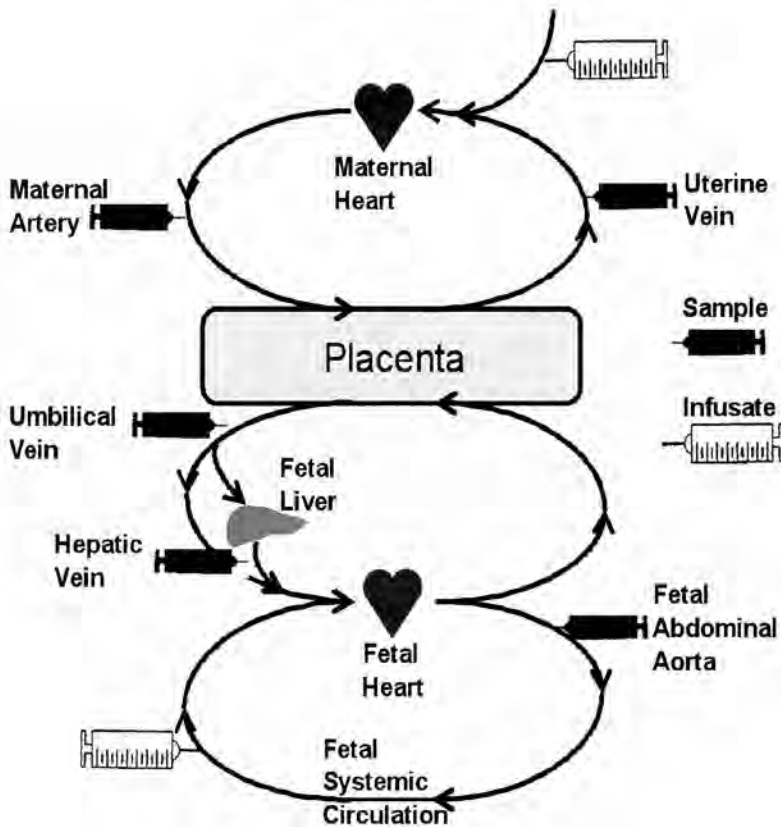 Maternal
Heart
Maternal
Artery
Uterine
Vein
Sample
Placenta
Infusate
Umbilical
Vein
Fetal
Liver
Hepatic
Vein
Fetal
Heart
Fetal
Abdominal
Aorta
Fetal
Systemic
Circulation